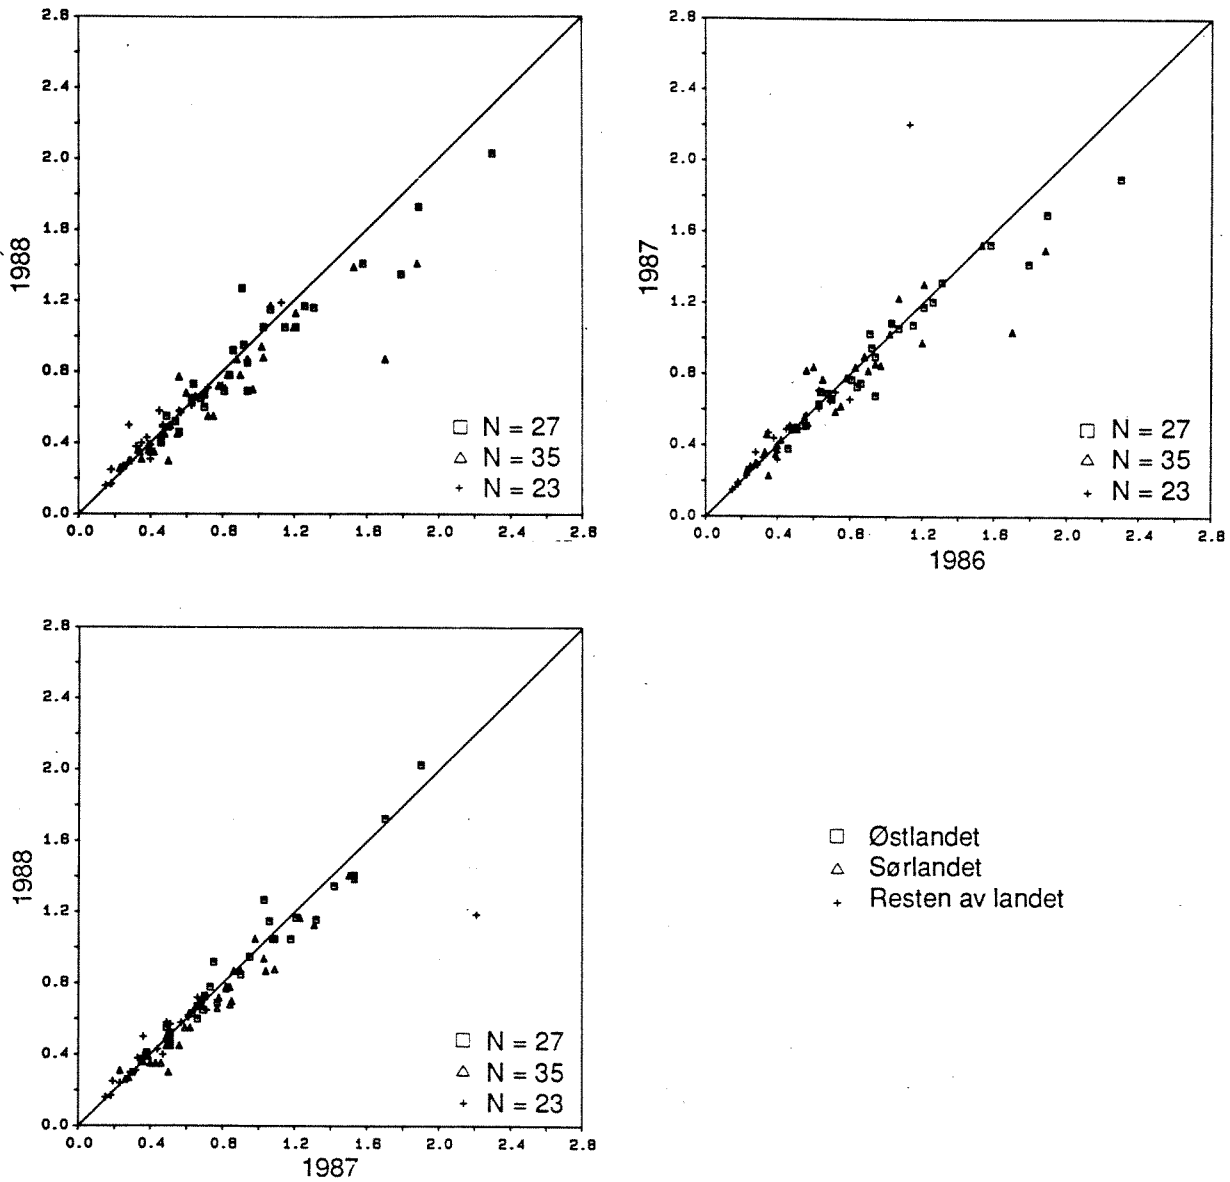 2.8
2.4
2.0
1.6
1.2
0.8
0.4
0.0
1988
□ N = 27
△ N = 35
+ N = 23
0.0 0.4 0.8 1.2 1.6 2.0 2.4 2.8
2.8
2.4
2.0
1.6
1.2
0.8
0.4
0.0
1987
□ N = 27
△ N = 35
+ N = 23
0.0 0.4 0.8 1.2 1.6 2.0 2.4 2.8
1986
2.8
2.4
2.0
1.6
1.2
0.8
0.4
0.0
1988
□ N = 27
△ N = 35
+ N = 23
0.0 0.4 0.8 1.2 1.6 2.0 2.4 2.8
1987
□ Østlandet
△ Sørlandet
+ Resten av landet